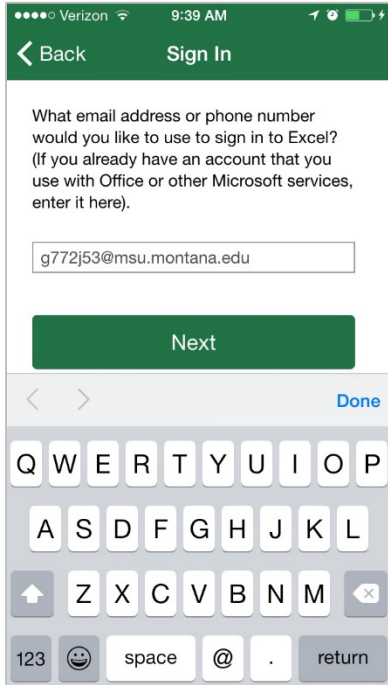 Verizon 9:39 AM
Back Sign In
What email address or phone number
would you like to use to sign in to Excel?
(If you already have an account that you
use with Office or other Microsoft services,
enter it here).
g772j53@msu.montana.edu
Next
Done
Q W E R T Y U I O P
A S D F G H J K L
Z X C V B N M
123 space @ . return